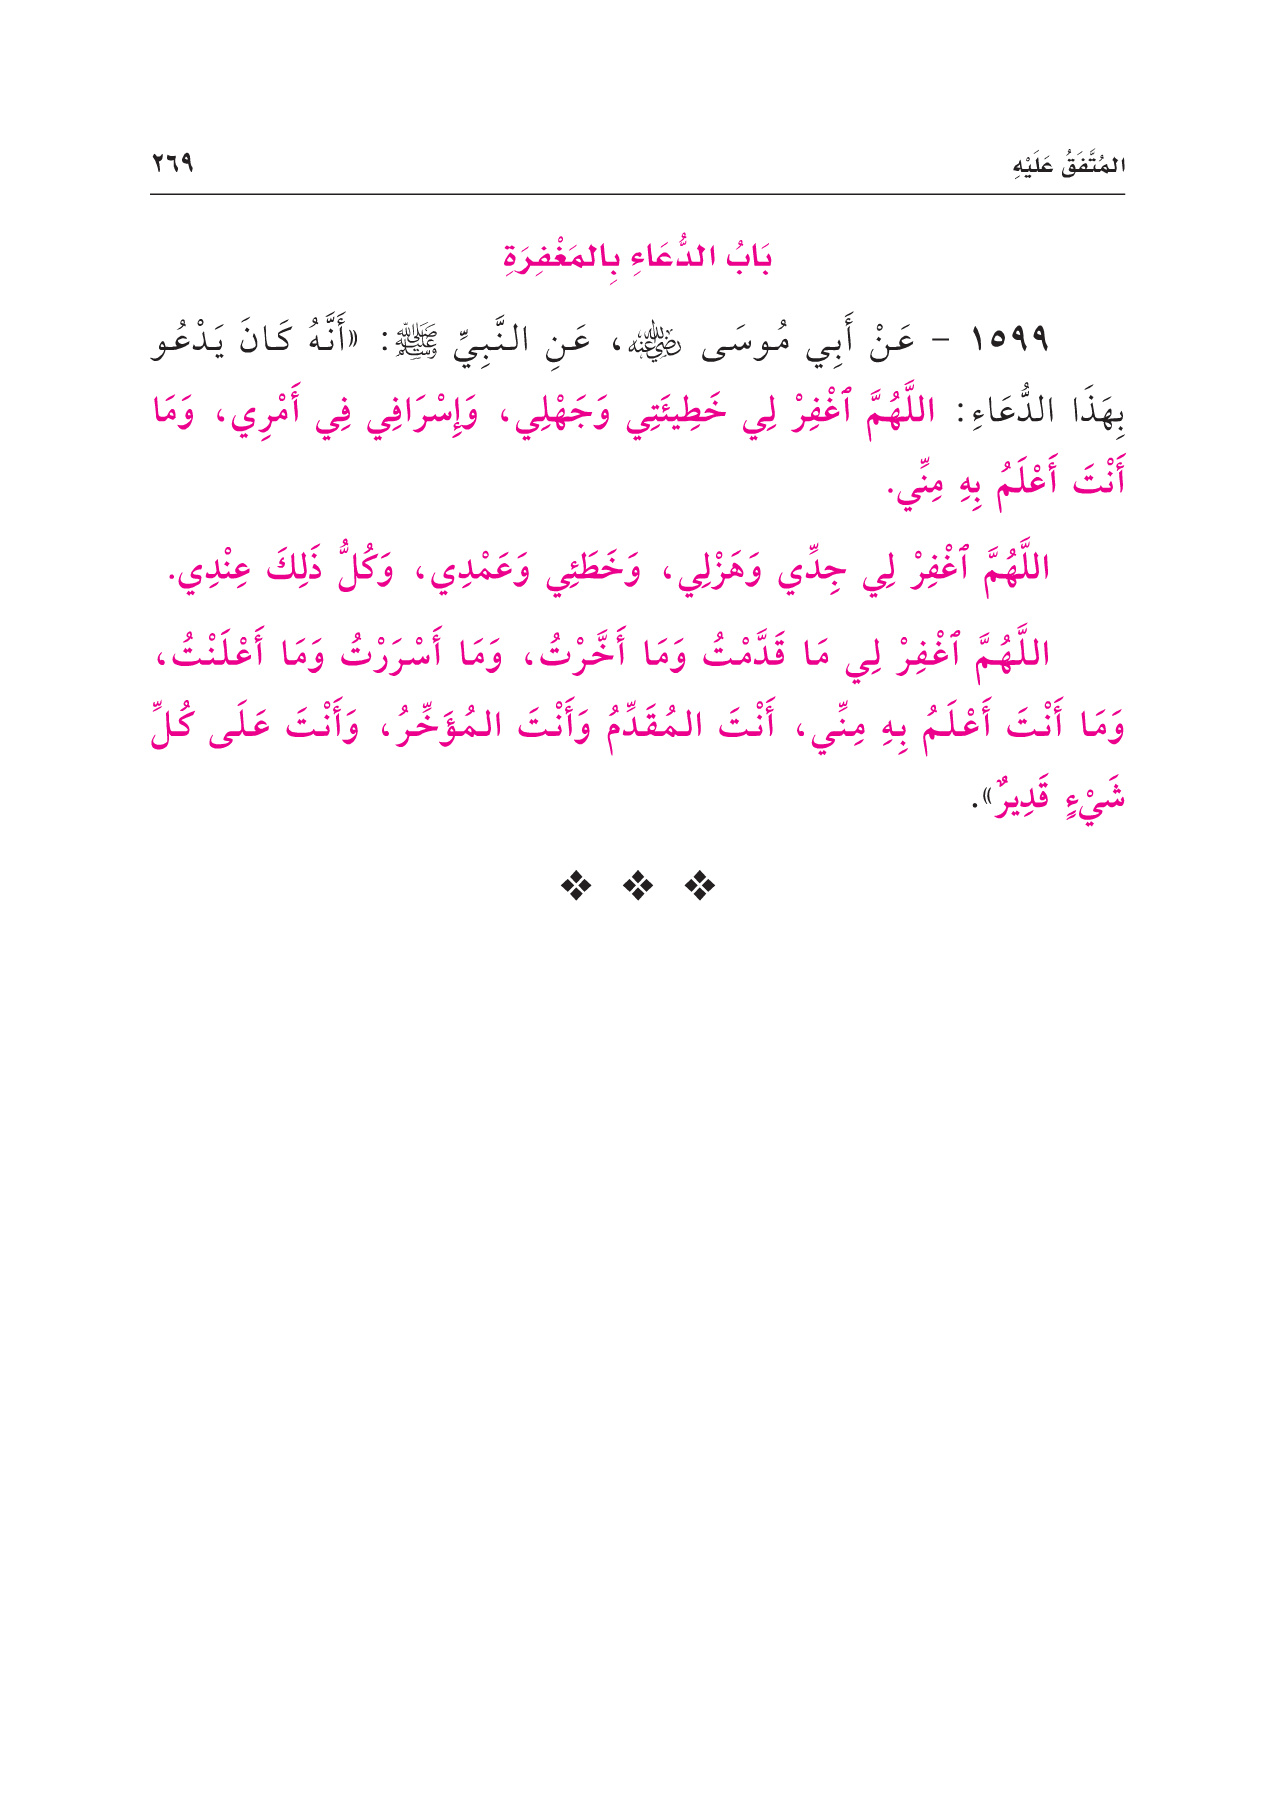 المُتَّفَقُ عَلَيْهِ ٢٦٩
بَابُ الدُّعَاءِ بِالمَغْفِرَةِ
١٥٩٩ - عَنْ أَبِي مُوسَى رضي الله عنه، عَنِ النَّبِيِّ ﷺ: «أَنَّهُ كَانَ يَدْعُو
بِهَذَا الدُّعَاءِ: اللَّهُمَّ ٱغْفِرْ لِي خَطِيئَتِي وَجَهْلِي، وَإِسْرَافِي فِي أَمْرِي، وَمَا
أَنْتَ أَعْلَمُ بِهِ مِنِّي.
اللَّهُمَّ ٱغْفِرْ لِي جِدِّي وَهَزْلِي، وَخَطَئِي وَعَمْدِي، وَكُلُّ ذَلِكَ عِنْدِي.
اللَّهُمَّ ٱغْفِرْ لِي مَا قَدَّمْتُ وَمَا أَخَّرْتُ، وَمَا أَسْرَرْتُ وَمَا أَعْلَنْتُ،
وَمَا أَنْتَ أَعْلَمُ بِهِ مِنِّي، أَنْتَ المُقَدِّمُ وَأَنْتَ المُؤَخِّرُ، وَأَنْتَ عَلَى كُلِّ
شَيْءٍ قَدِيرٌ».